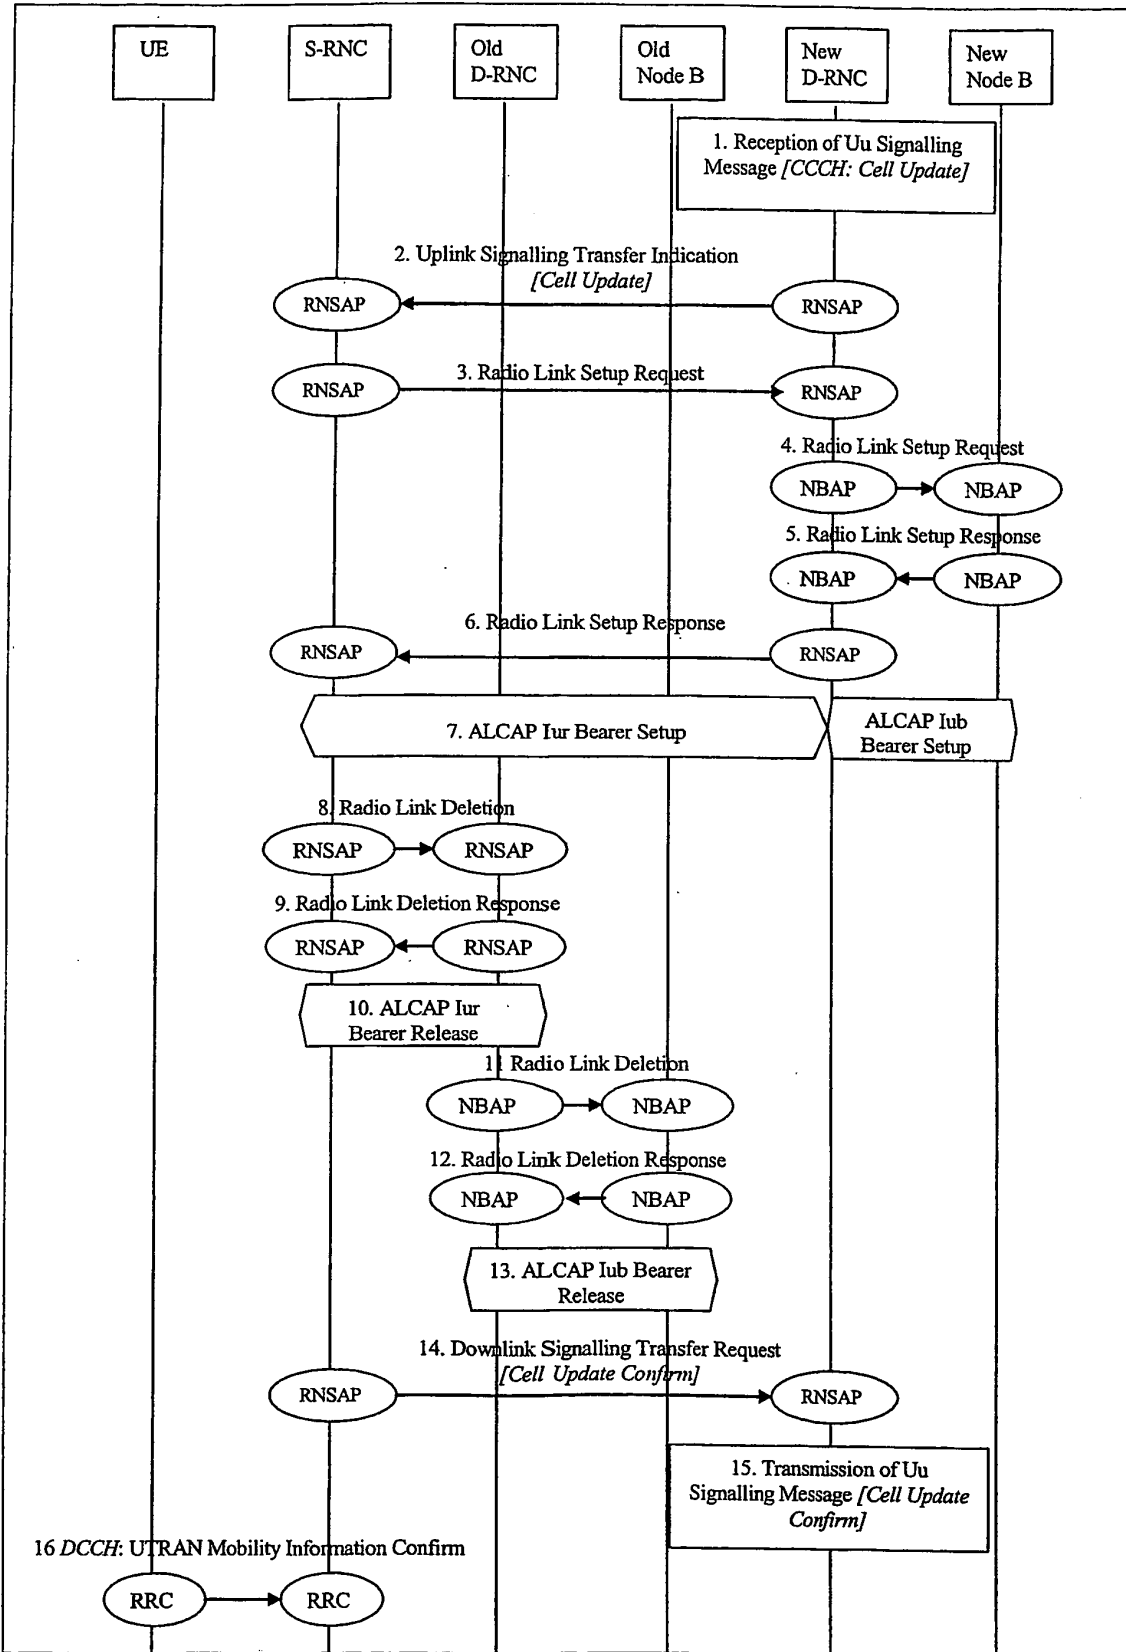 UE
S-RNC
Old
D-RNC
Old
Node B
New
D-RNC
New
Node B
1. Reception of Uu Signalling
Message [CCCH: Cell Update]
2. Uplink Signalling Transfer Indication
[Cell Update]
RNSAP
RNSAP
3. Radio Link Setup Request
RNSAP
RNSAP
4. Radio Link Setup Request
NBAP
NBAP
5. Radio Link Setup Response
NBAP
NBAP
6. Radio Link Setup Response
RNSAP
RNSAP
7. ALCAP Iur Bearer Setup
ALCAP Iub
Bearer Setup
8. Radio Link Deletion
RNSAP
RNSAP
9. Radio Link Deletion Response
RNSAP
RNSAP
10. ALCAP Iur
Bearer Release
11 Radio Link Deletion
NBAP
NBAP
12. Radio Link Deletion Response
NBAP
NBAP
13. ALCAP Iub Bearer
Release
14. Downlink Signalling Transfer Request
[Cell Update Confirm]
RNSAP
RNSAP
15. Transmission of Uu
Signalling Message [Cell Update
Confirm]
16 DCCH: UTRAN Mobility Information Confirm
RRC
RRC